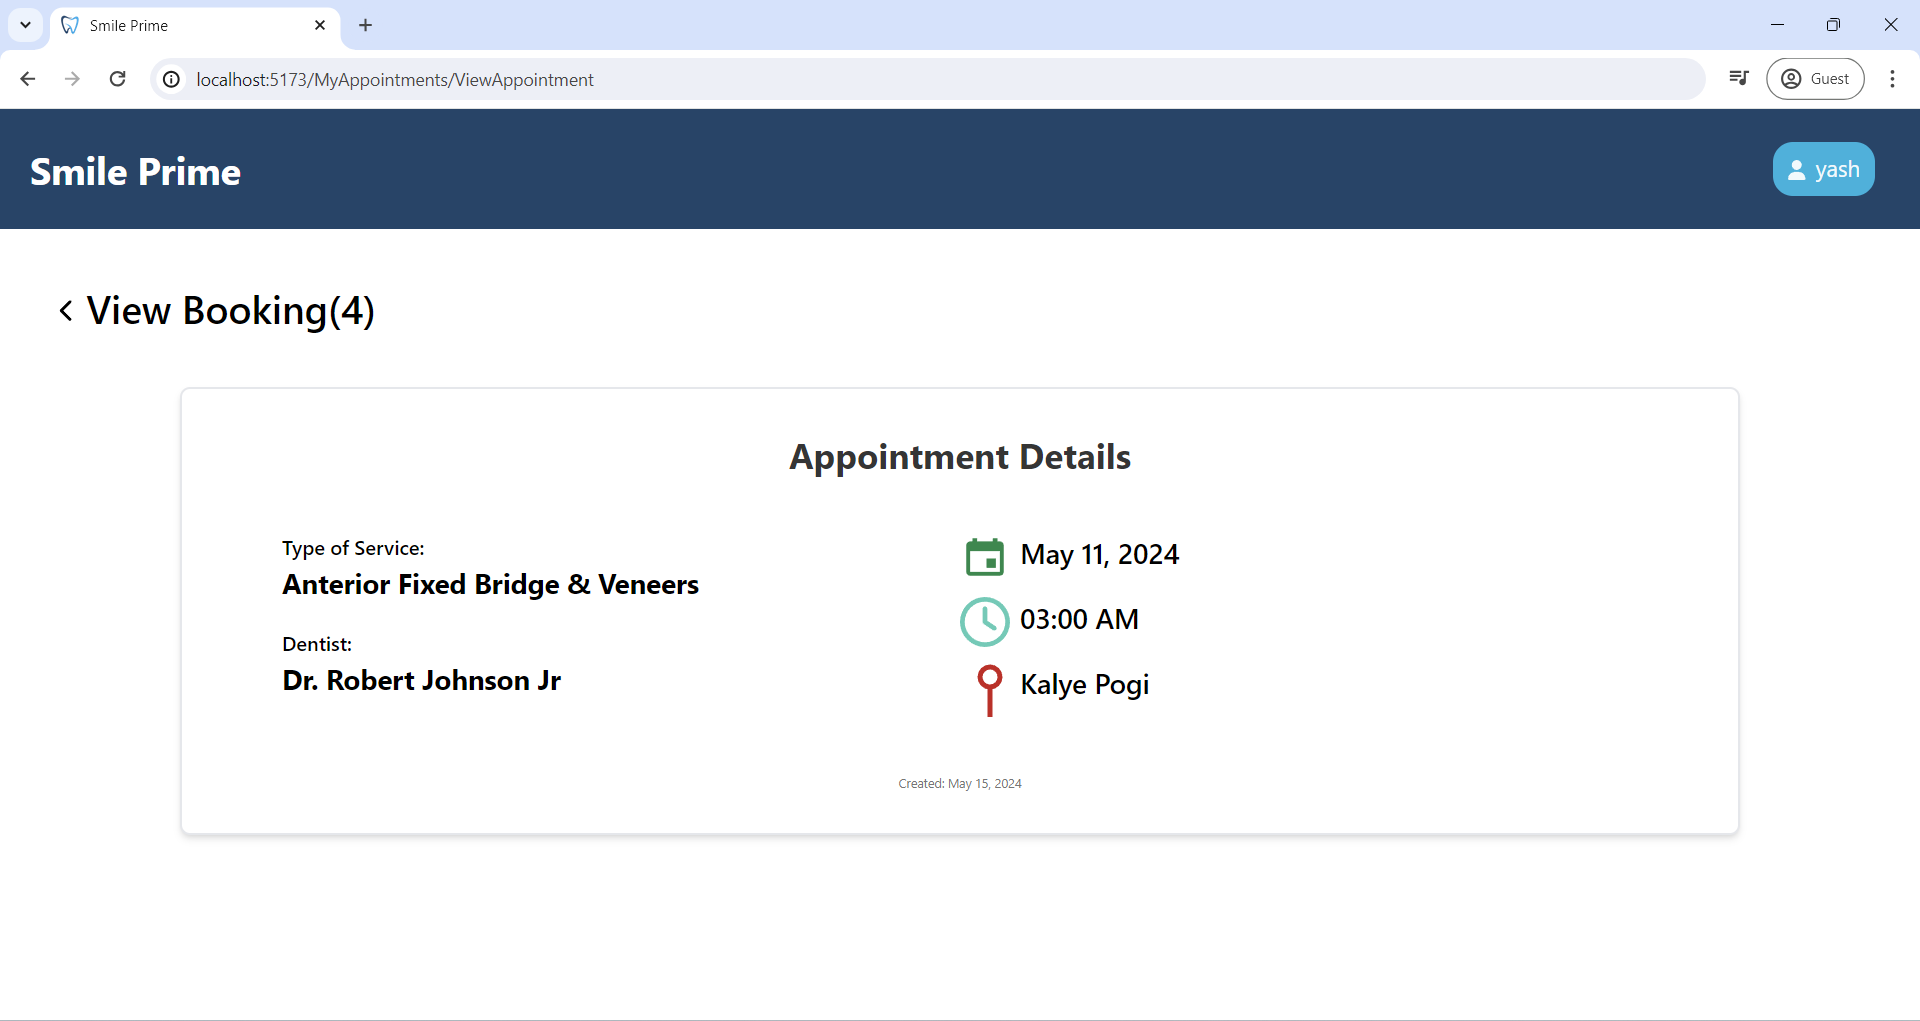 Smile Prime
localhost:5173/MyAppointments/ViewAppointment
Guest
Smile Prime
yash
View Booking(4)
Appointment Details
Type of Service:
Anterior Fixed Bridge & Veneers
Dentist:
Dr. Robert Johnson Jr
May 11, 2024
03:00 AM
Kalye Pogi
Created: May 15, 2024